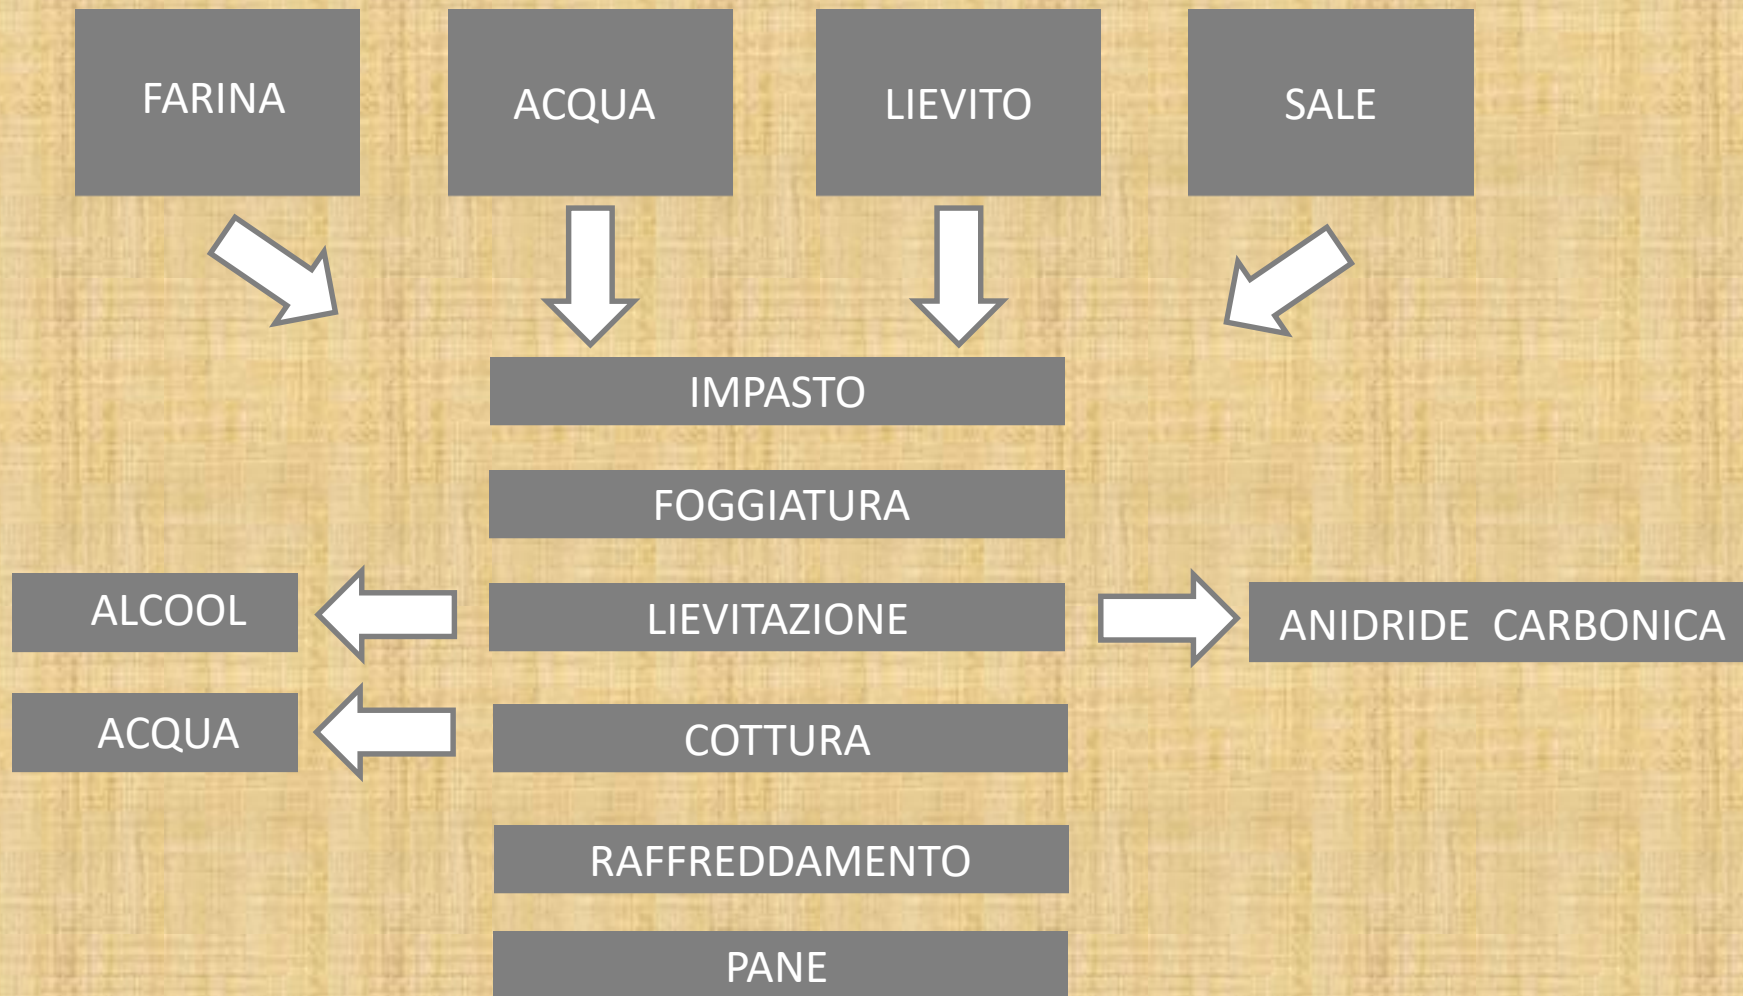 FARINA
ACQUA
LIEVITO
SALE
IMPASTO
FOGGIATURA
ALCOOL
LIEVITAZIONE
ANIDRIDE CARBONICA
ACQUA
COTTURA
RAFFREDDAMENTO
PANE